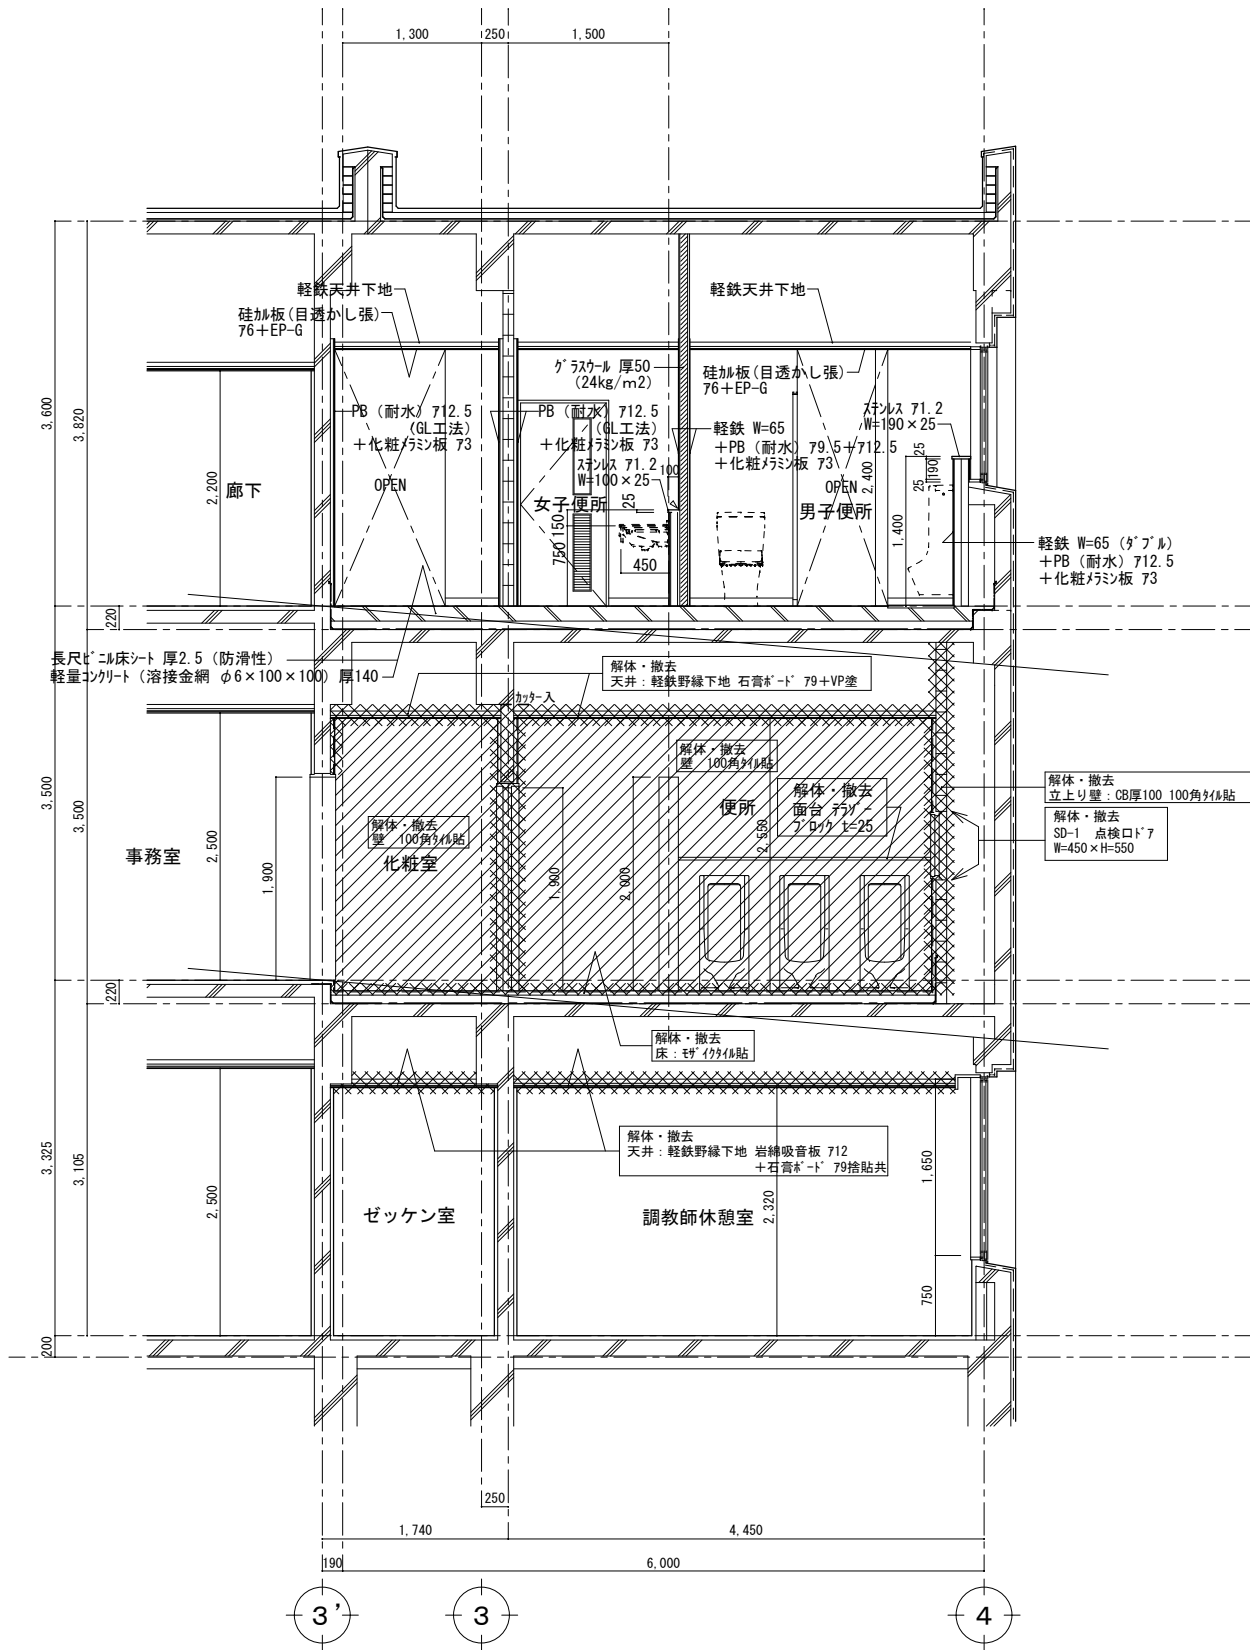 1,300
250
1,500
軽鉄天井下地
硅カル板(目透かし張)
ｱ6+EP-G
軽鉄天井下地
硅カル板(目透かし張)
ｱ6+EP-G
グラスウール 厚50
(24kg/m2)
PB (耐水) ｱ12.5
(GL工法)
+化粧メラミン板 ｱ3
PB (耐水) ｱ12.5
(GL工法)
+化粧メラミン板 ｱ3
軽鉄 W=65
+PB (耐水) ｱ9.5+ｱ12.5
+化粧メラミン板 ｱ3
ステンレス ｱ1.2
W=190×25
ステンレス ｱ1.2
W=100×25
100
25
25
190
25
3,600
3,820
2,200
廊下
OPEN
女子便所
OPEN
男子便所
2,400
1,400
750
150
450
軽鉄 W=65 (ダブル)
+PB (耐水) ｱ12.5
+化粧メラミン板 ｱ3
220
長尺ビニル床シート 厚2.5 (防滑性)
軽量コンクリート (溶接金網 φ6×100×100) 厚140
解体・撤去
天井:軽鉄野縁下地 石膏ボード ｱ9+VP塗
カッター入
解体・撤去
壁 100角タイル貼
解体・撤去
面台 テラゾー
ブロック t=25
解体・撤去
立上り壁:CB厚100 100角タイル貼
解体・撤去
SD-1 点検口ドア
W=450×H=550
便所
2,550
解体・撤去
壁 100角タイル貼
化粧室
事務室
3,500
3,500
2,500
1,900
1,900
2,000
220
解体・撤去
床:モザイクタイル貼
解体・撤去
天井:軽鉄野縁下地 岩綿吸音板 ｱ12
+石膏ボード ｱ9捨貼共
3,325
3,105
2,500
ゼッケン室
調教師休憩室
2,320
1,650
750
200
250
1,740
4,450
190
6,000
3'
3
4